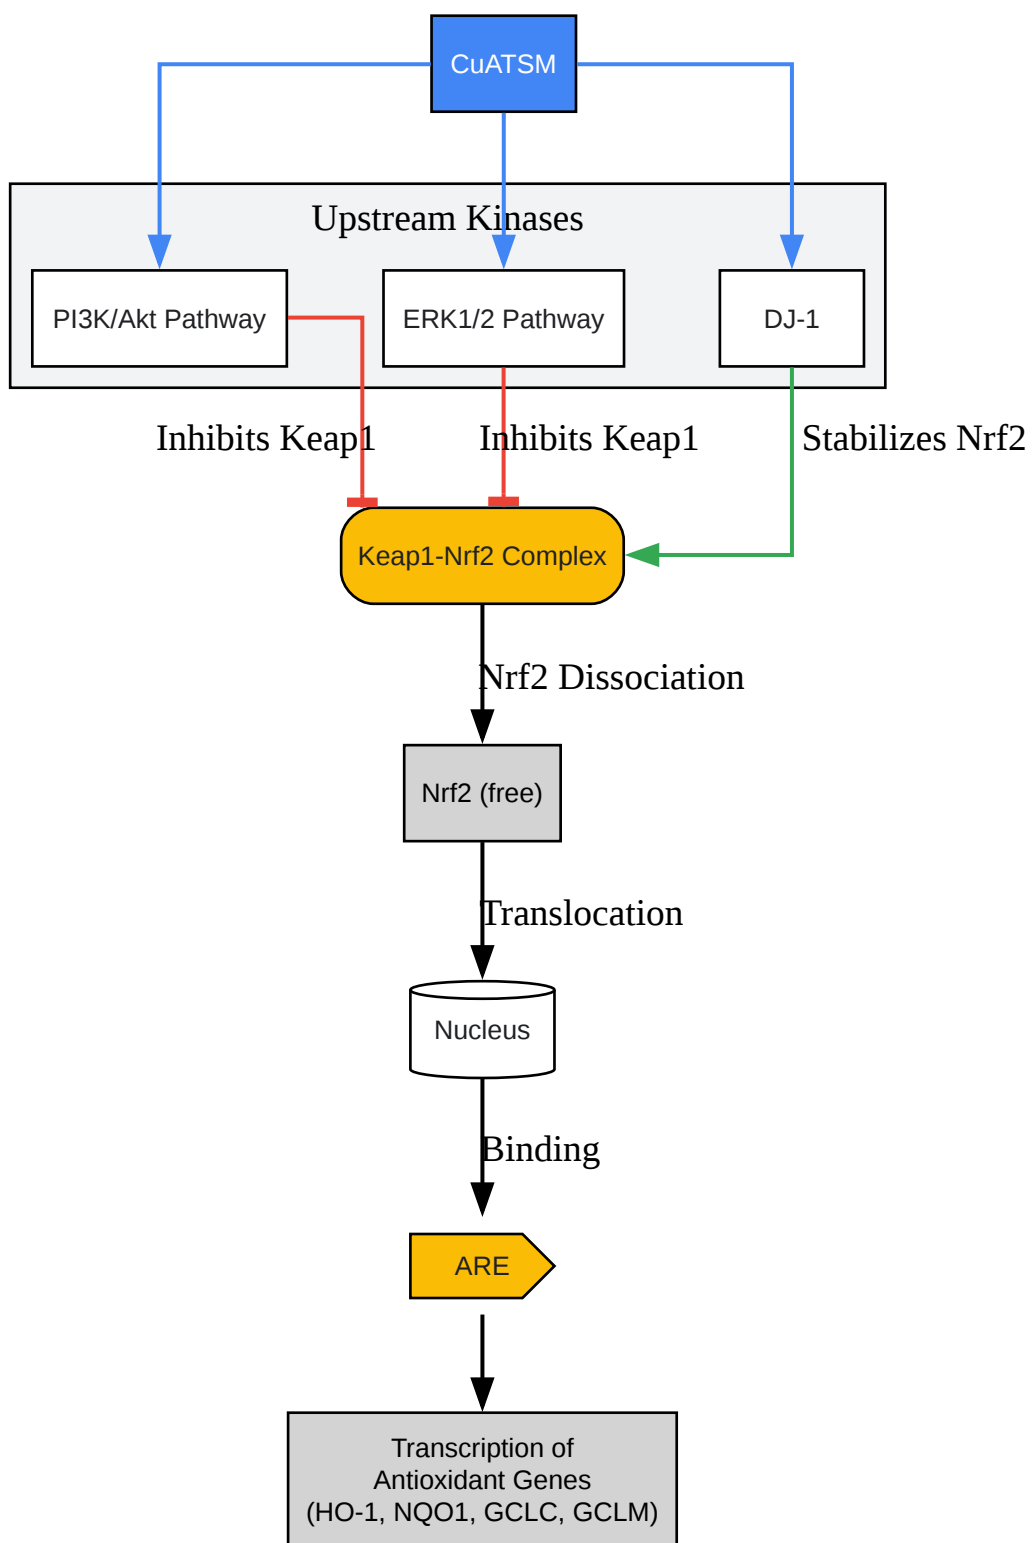 CuATSM
Upstream Kinases
PI3K/Akt Pathway
ERK1/2 Pathway
DJ-1
Inhibits Keap1
Inhibits Keap1
Stabilizes Nrf2
Keap1-Nrf2 Complex
Nrf2 Dissociation
Nrf2 (free)
Translocation
Nucleus
Binding
ARE
Transcription of
Antioxidant Genes
(HO-1, NQO1, GCLC, GCLM)